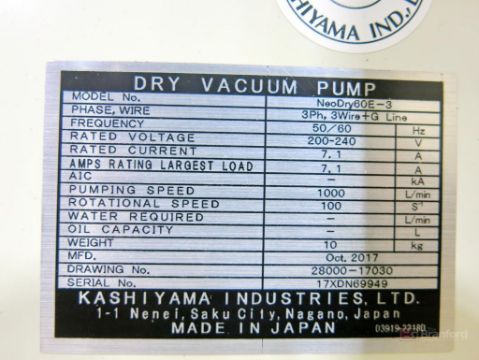 KASHIYAMA IND.,
DRY VACUUM PUMP
MODEL No. NeoDry60E-3
PHASE, WIRE 3Ph, 3Wire+G Line
FREQUENCY 50/60 Hz
RATED VOLTAGE 200-240 V
RATED CURRENT 7.1 A
AMPS RATING LARGEST LOAD 7.1 A
AIC - kA
PUMPING SPEED 1000 L/min
ROTATIONAL SPEED 100 S⁻¹
WATER REQUIRED - L/min
OIL CAPACITY - L
WEIGHT 10 kg
MFD. Oct. 2017
DRAWING No. 28000-17030
SERIAL No. 17XDN69949
KASHIYAMA INDUSTRIES, LTD.
1-1 Nenei, Saku City, Nagano, Japan
MADE IN JAPAN
D3919-22180